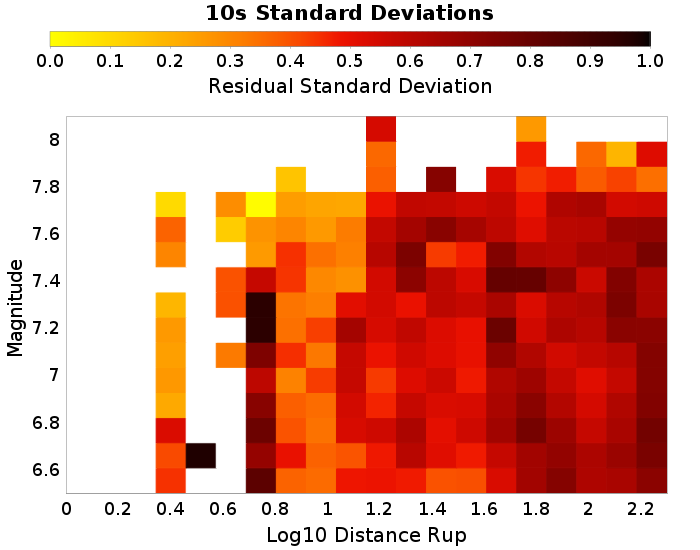 10s Standard Deviations
0.0 0.1 0.2 0.3 0.4 0.5 0.6 0.7 0.8 0.9 1.0
Residual Standard Deviation
8
7.8
7.6
7.4
7.2
7
6.8
6.6
Magnitude
0 0.2 0.4 0.6 0.8 1 1.2 1.4 1.6 1.8 2 2.2
Log10 Distance Rup